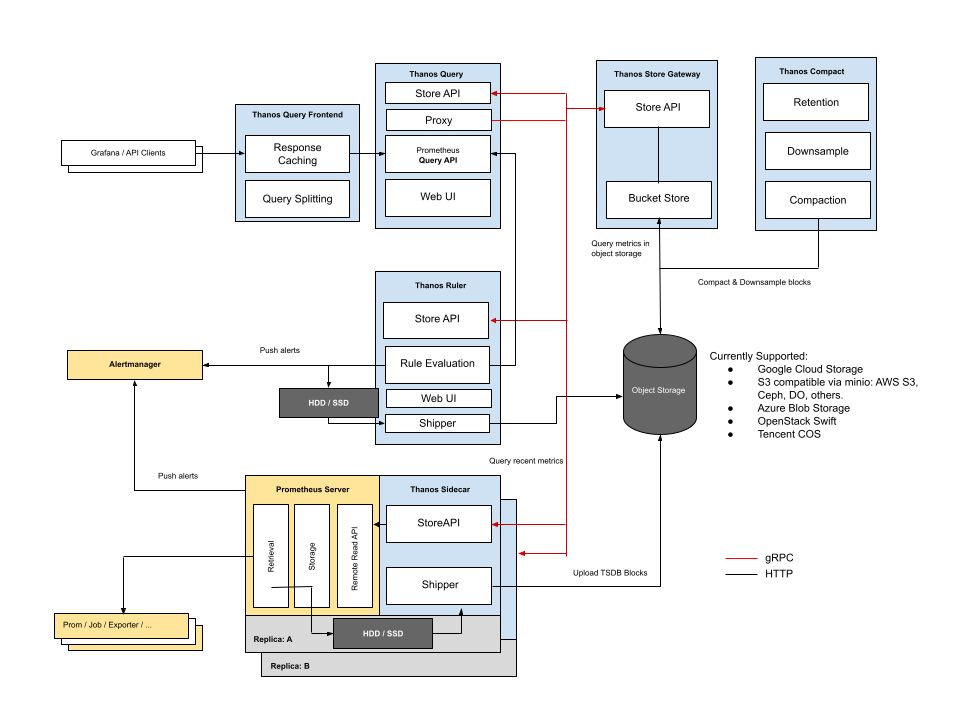 Thanos Query
Store API
Proxy
Prometheus
Query API
Web UI
Thanos Query Frontend
Response
Caching
Query Splitting
Grafana / API Clients
Thanos Store Gateway
Store API
Bucket Store
Thanos Compact
Retention
Downsample
Compaction
Query metrics in
object storage
Compact & Downsample blocks
Thanos Ruler
Store API
Rule Evaluation
Web UI
Shipper
Push alerts
Alertmanager
HDD / SSD
Object Storage
Currently Supported:
● Google Cloud Storage
● S3 compatible via minio: AWS S3,
Ceph, DO, others.
● Azure Blob Storage
● OpenStack Swift
● Tencent COS
Query recent metrics
Push alerts
Prometheus Server
Retrieval
Storage
Remote Read API
Thanos Sidecar
StoreAPI
Shipper
Upload TSDB Blocks
gRPC
HTTP
Prom / Job / Exporter / ...
HDD / SSD
Replica: A
Replica: B